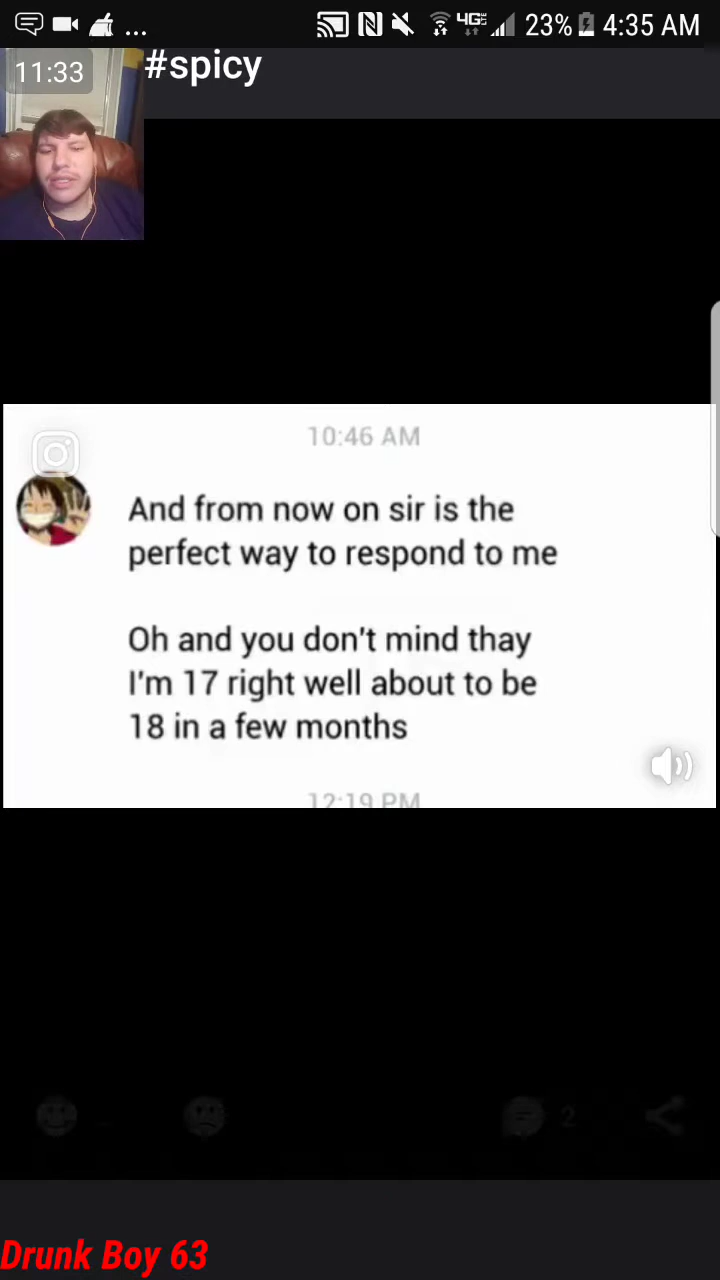 ... 23% 4:35 AM
11:33 #spicy
10:46 AM
And from now on sir is the
perfect way to respond to me
Oh and you don't mind thay
I'm 17 right well about to be
18 in a few months
12:19 PM
2
Drunk Boy 63